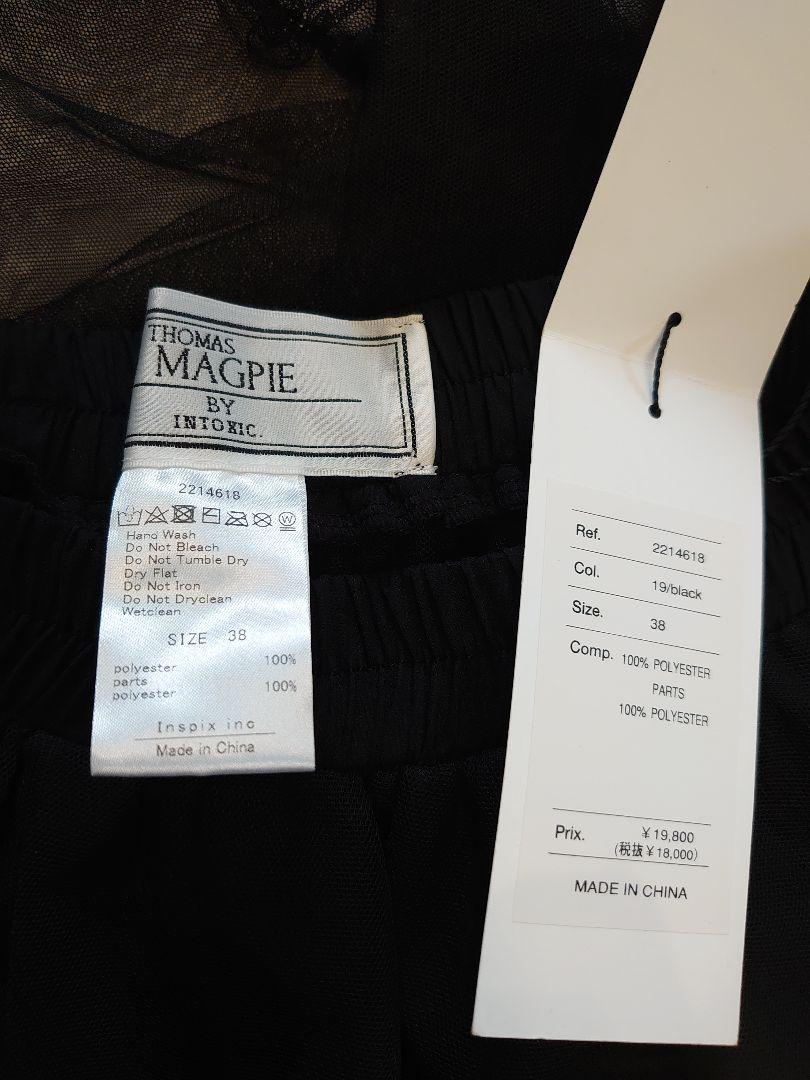 THOMAS
MAGPIE
BY
INTOXIC.
2214618
Hand Wash
Do Not Bleach
Do Not Tumble Dry
Dry Flat
Do Not Iron
Do Not Dryclean
Wetclean
SIZE 38
polyester 100%
parts
polyester 100%
Inspix inc
Made in China
Ref. 2214618
Col. 19/black
Size. 38
Comp. 100% POLYESTER
PARTS
100% POLYESTER
Prix. ¥19,800
(税抜¥18,000)
MADE IN CHINA